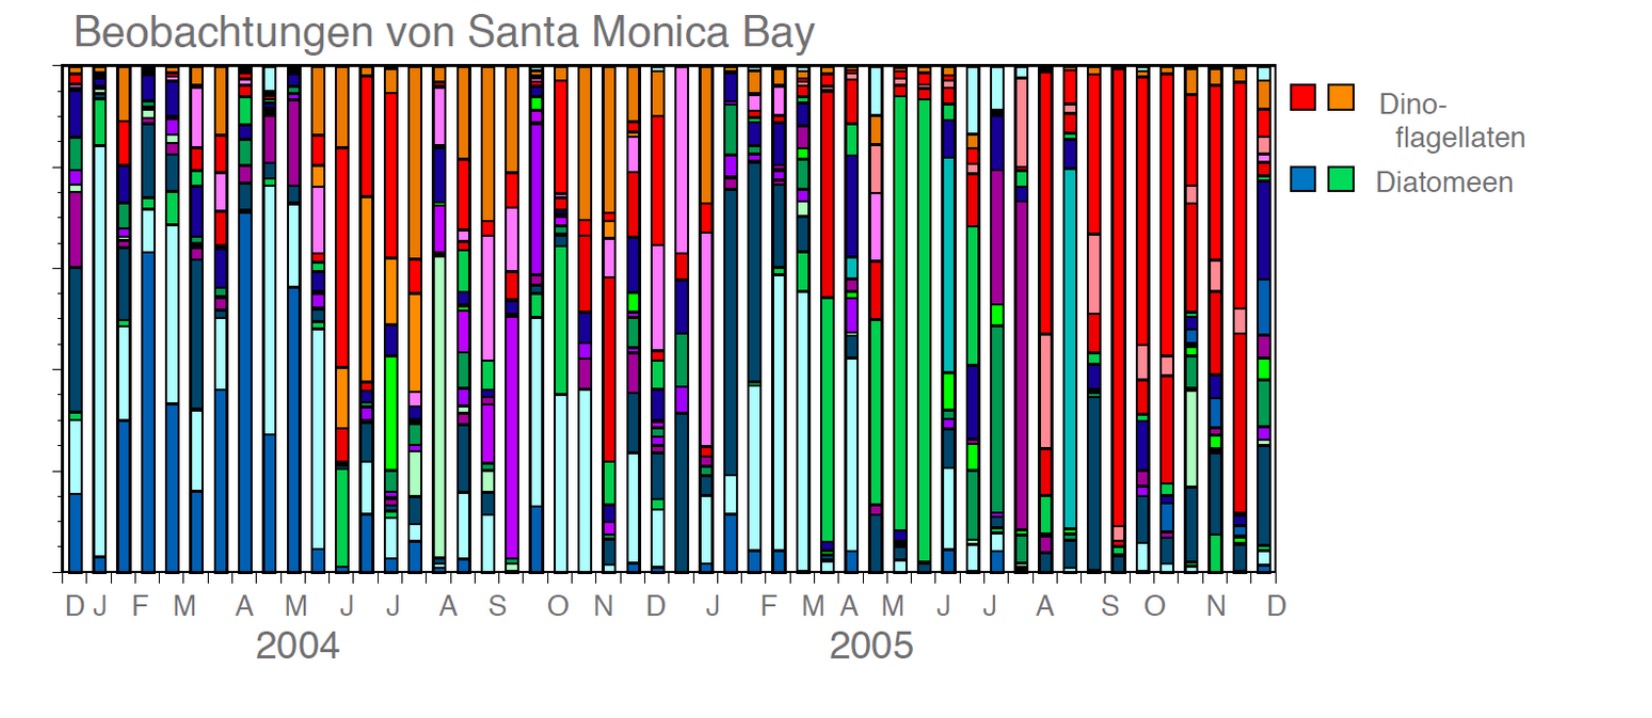 Beobachtungen von Santa Monica Bay
Dino-
flagellaten
Diatomeen
D J F M A M J J A S O N D J F M A M J J A S O N D
2004 2005